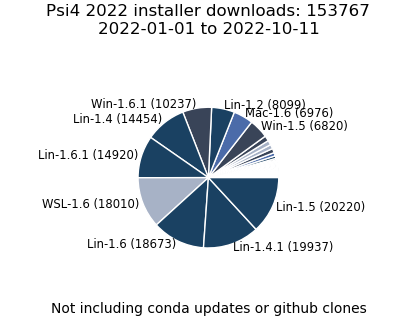 Psi4 2022 installer downloads: 153767
2022-01-01 to 2022-10-11
Win-1.6.1 (10237)
Lin-1.2 (8099)
Mac-1.6 (6976)
Lin-1.4 (14454)
Win-1.5 (6820)
Lin-1.6.1 (14920)
WSL-1.6 (18010)
Lin-1.5 (20220)
Lin-1.6 (18673)
Lin-1.4.1 (19937)
Not including conda updates or github clones